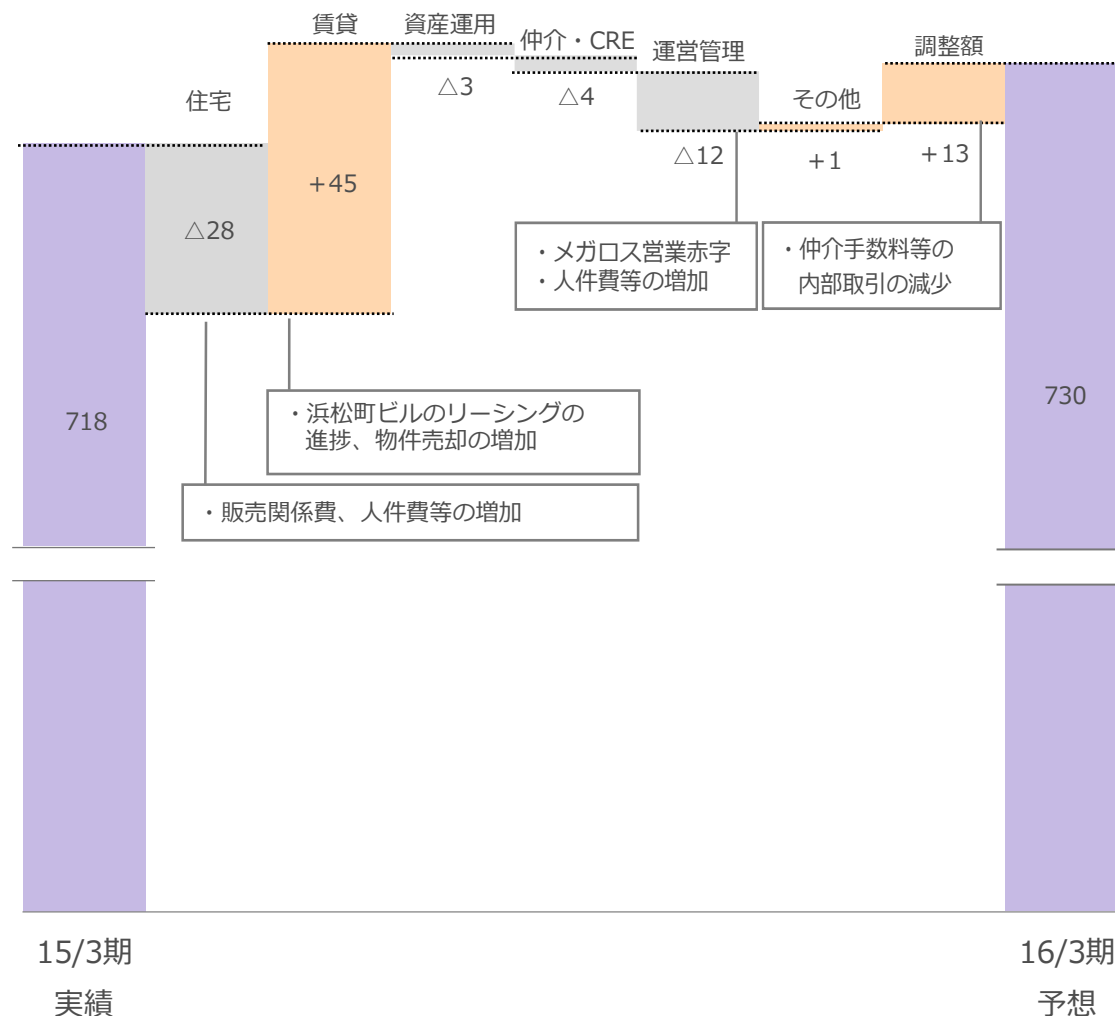 賃貸
資産運用
仲介・CRE
運営管理
調整額
住宅
その他
△3
△4
△12
+1
+13
+45
△28
・メガロス営業赤字
・人件費等の増加
・仲介手数料等の
内部取引の減少
718
730
・浜松町ビルのリーシングの
進捗、物件売却の増加
・販売関係費、人件費等の増加
15/3期
実績
16/3期
予想